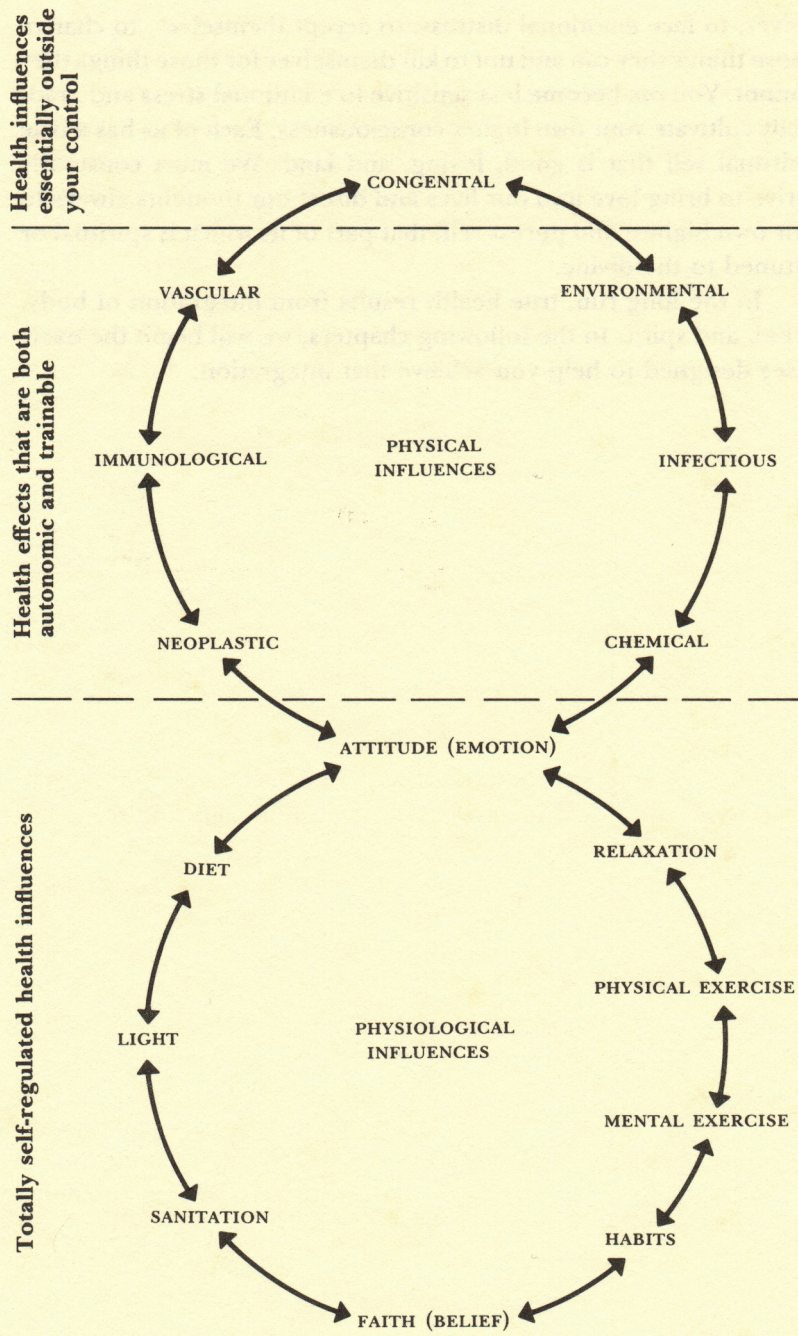 Health influences
essentially outside
your control
CONGENITAL
VASCULAR
ENVIRONMENTAL
Health effects that are both
autonomic and trainable
IMMUNOLOGICAL
PHYSICAL
INFLUENCES
INFECTIOUS
NEOPLASTIC
CHEMICAL
ATTITUDE (EMOTION)
Totally self-regulated health influences
DIET
RELAXATION
PHYSICAL EXERCISE
LIGHT
PHYSIOLOGICAL
INFLUENCES
MENTAL EXERCISE
SANITATION
HABITS
FAITH (BELIEF)